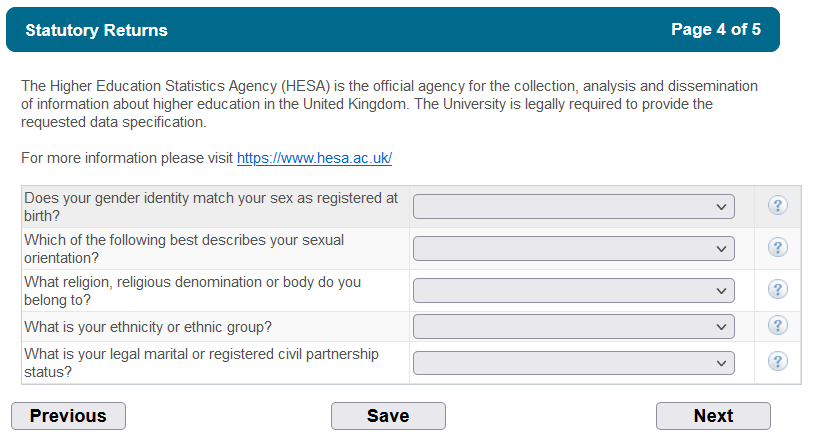 Statutory Returns
Page 4 of 5
The Higher Education Statistics Agency (HESA) is the official agency for the collection, analysis and dissemination
of information about higher education in the United Kingdom. The University is legally required to provide the
requested data specification.
For more information please visit https://www.hesa.ac.uk/
Does your gender identity match your sex as registered at
birth?
?
Which of the following best describes your sexual
orientation?
?
What religion, religious denomination or body do you
belong to?
?
What is your ethnicity or ethnic group?
?
What is your legal marital or registered civil partnership
status?
?
Previous
Save
Next